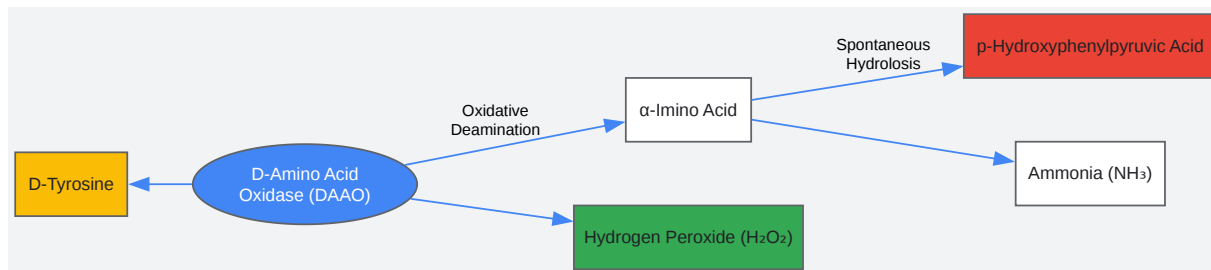 Spontaneous
Hydrolosis
p-Hydroxyphenylpyruvic Acid
Oxidative
Deamination
α-Imino Acid
D-Tyrosine
D-Amino Acid
Oxidase (DAAO)
Ammonia (NH₃)
Hydrogen Peroxide (H₂O₂)